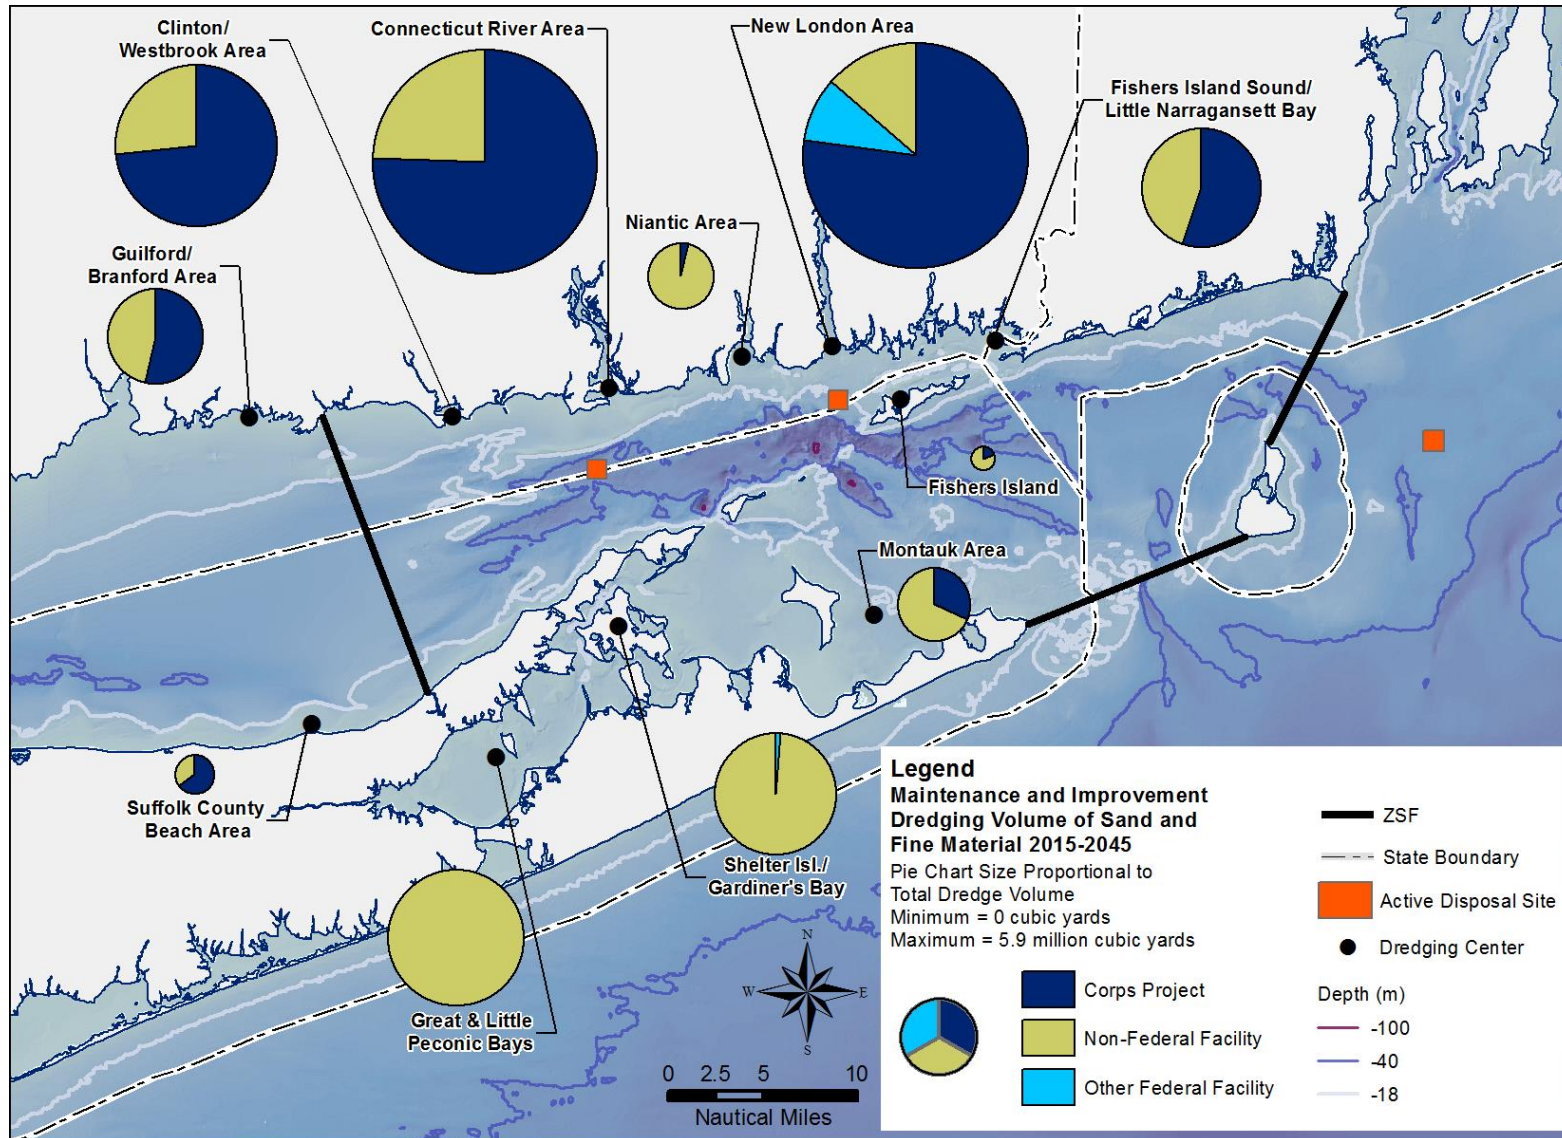 Clinton/
Westbrook Area
Connecticut River Area
New London Area
Fishers Island Sound/
Little Narragansett Bay
Niantic Area
Guilford/
Branford Area
Fishers Island
Montauk Area
Suffolk County
Beach Area
Shelter Isl./
Gardiner's Bay
Great & Little
Peconic Bays
N
W
E
S
0 2.5 5 10
Nautical Miles
Legend
Maintenance and Improvement
Dredging Volume of Sand and
Fine Material 2015-2045
Pie Chart Size Proportional to
Total Dredge Volume
Minimum = 0 cubic yards
Maximum = 5.9 million cubic yards
Corps Project
Non-Federal Facility
Other Federal Facility
ZSF
State Boundary
Active Disposal Site
Dredging Center
Depth (m)
-100
-40
-18